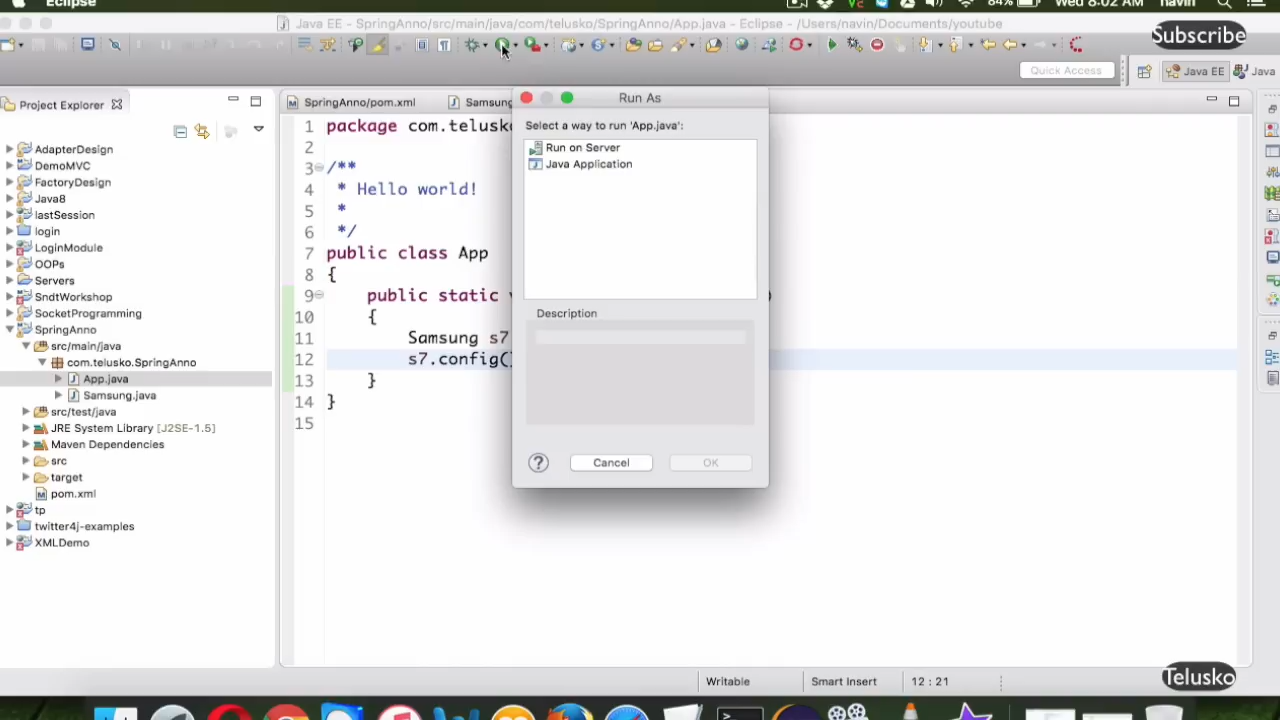 Eclipse
84%
Wed 8:02 AM
navin
Java EE - SpringAnno/src/main/java/com/telusko/SpringAnno/App.java - Eclipse - /Users/navin/Documents/youtube
Subscribe
Quick Access
Java EE
Java
Project Explorer
SpringAnno/pom.xml
Samsung
AdapterDesign
DemoMVC
FactoryDesign
Java8
lastSession
login
LoginModule
OOPs
Servers
SndtWorkshop
SocketProgramming
SpringAnno
src/main/java
com.telusko.SpringAnno
App.java
Samsung.java
src/test/java
JRE System Library [J2SE-1.5]
Maven Dependencies
src
target
pom.xml
tp
twitter4j-examples
XMLDemo
1 package com.telusk
2
3 /**
4 * Hello world!
5 *
6 */
7 public class App
8 {
9 public static )
10 {
11 Samsung s7
12 s7.config(
13 }
14 }
15
Run As
Select a way to run 'App.java':
Run on Server
Java Application
Description
?
Cancel
OK
Writable
Smart Insert
12 : 21
Telusko